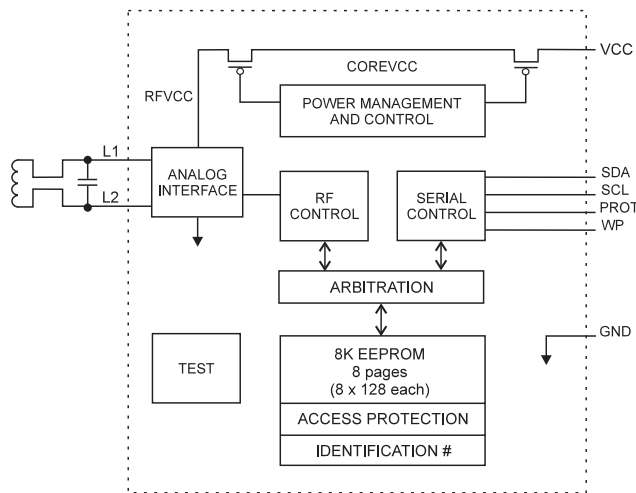 VCC
COREVCC
RFVCC
POWER MANAGEMENT
AND CONTROL
L1
L2
ANALOG
INTERFACE
RF
CONTROL
SERIAL
CONTROL
SDA
SCL
PROT
WP
ARBITRATION
GND
TEST
8K EEPROM
8 pages
(8 x 128 each)
ACCESS PROTECTION
IDENTIFICATION #